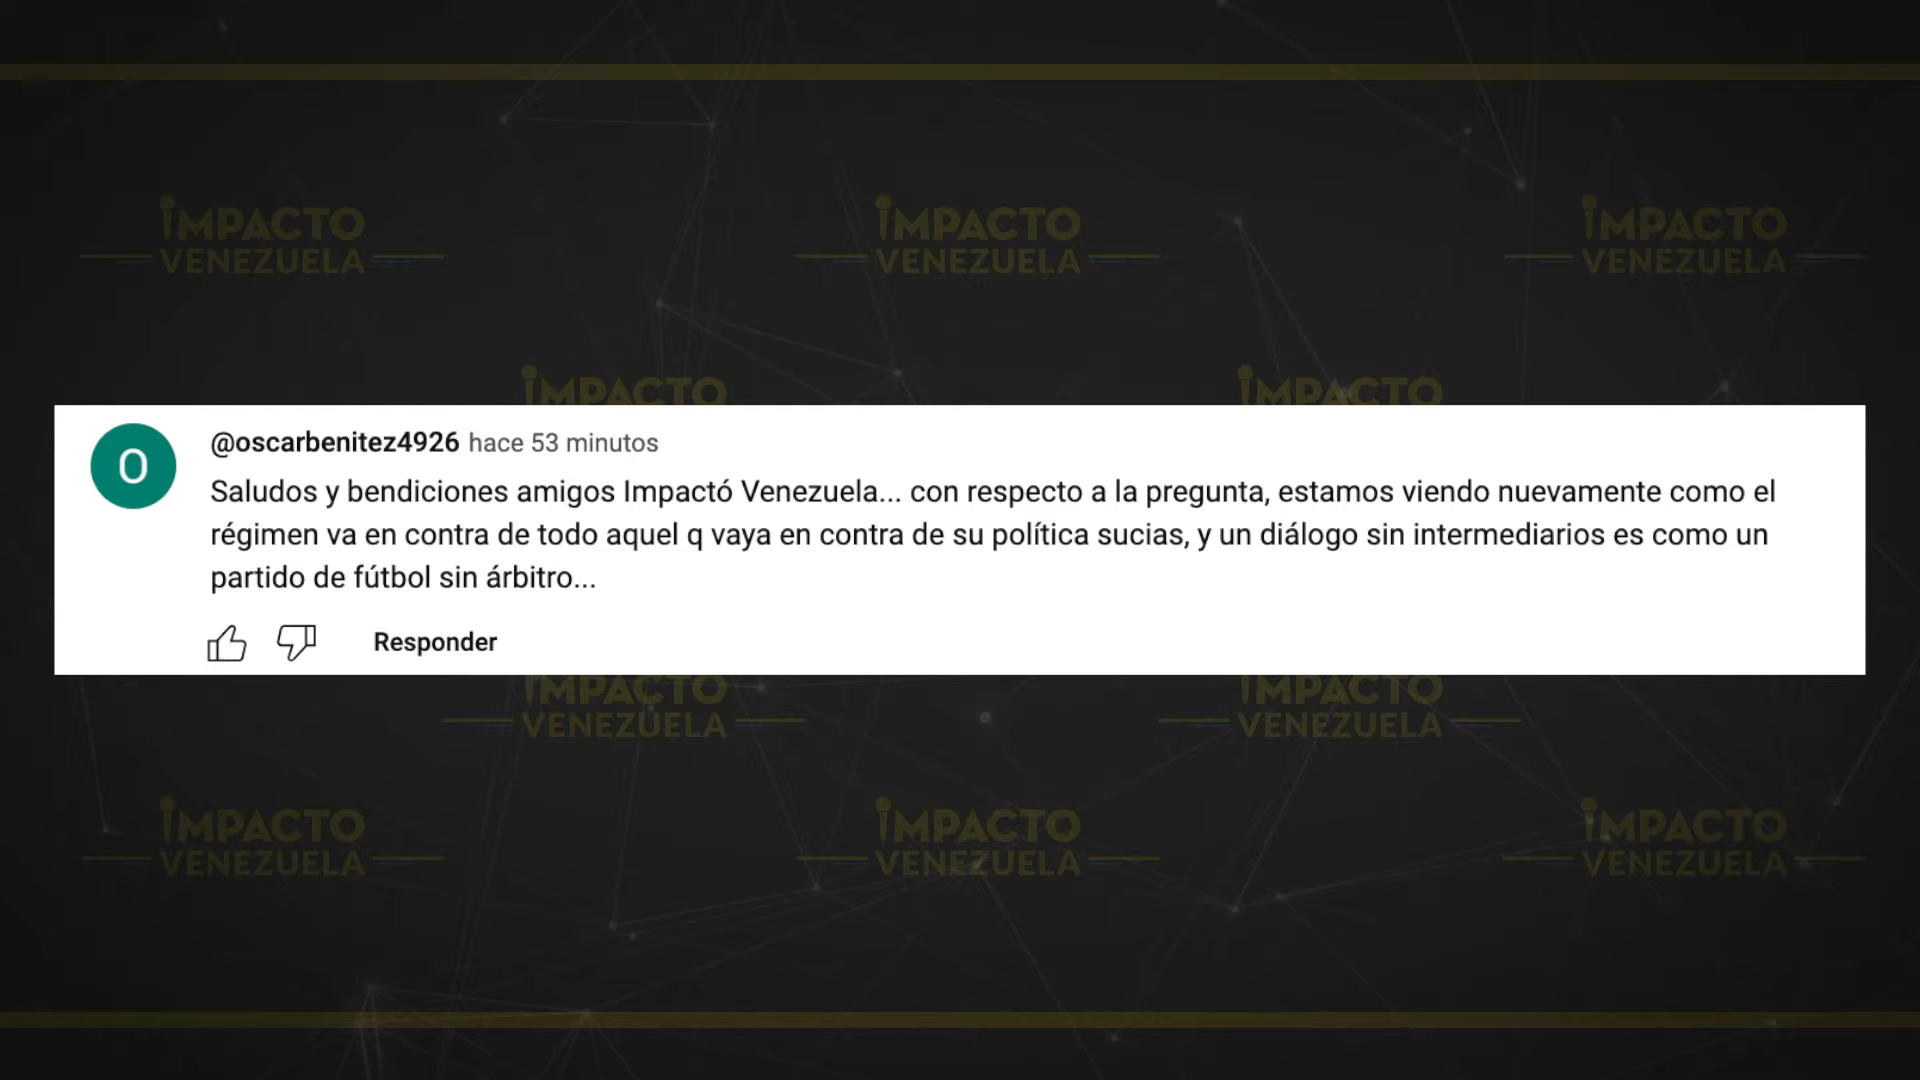 IMPACTO IMPACTO IMPACTO
VENEZUELA VENEZUELA VENEZUELA
IMPACTO IMPACTO
@oscarbenitez4926 hace 53 minutos
O
Saludos y bendiciones amigos Impactó Venezuela... con respecto a la pregunta, estamos viendo nuevamente como el
régimen va en contra de todo aquel q vaya en contra de su política sucias, y un diálogo sin intermediarios es como un
partido de fútbol sin árbitro...
Responder
IMPACTO IMPACTO
VENEZUELA VENEZUELA
IMPACTO IMPACTO IMPACTO
VENEZUELA VENEZUELA VENEZUELA